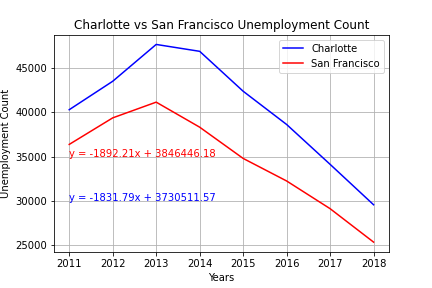 Charlotte vs San Francisco Unemployment Count
Charlotte
San Francisco
45000
40000
35000
30000
25000
Unemployment Count
y = -1892.21x + 3846446.18
y = -1831.79x + 3730511.57
2011 2012 2013 2014 2015 2016 2017 2018
Years